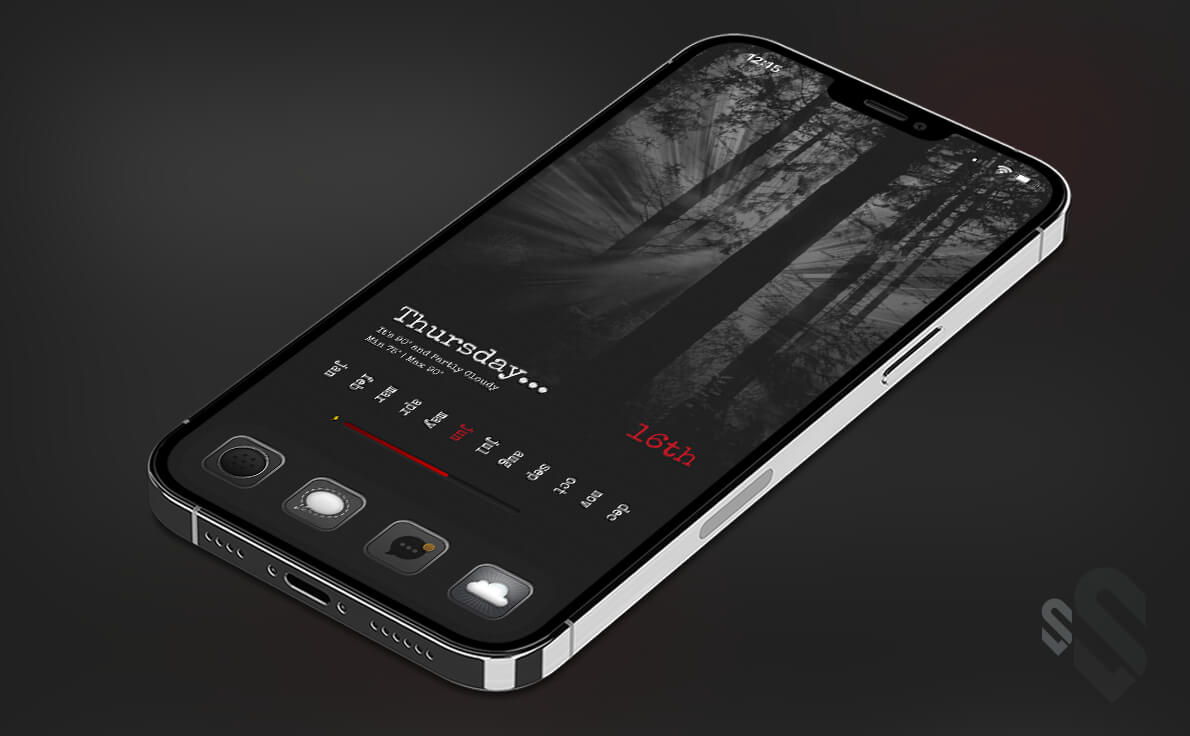 12:15
Thursday...
It's 90° and Partly Cloudy
Min 75° | Max 90°
jan feb mar apr may jun jul aug sep oct nov dec
16th